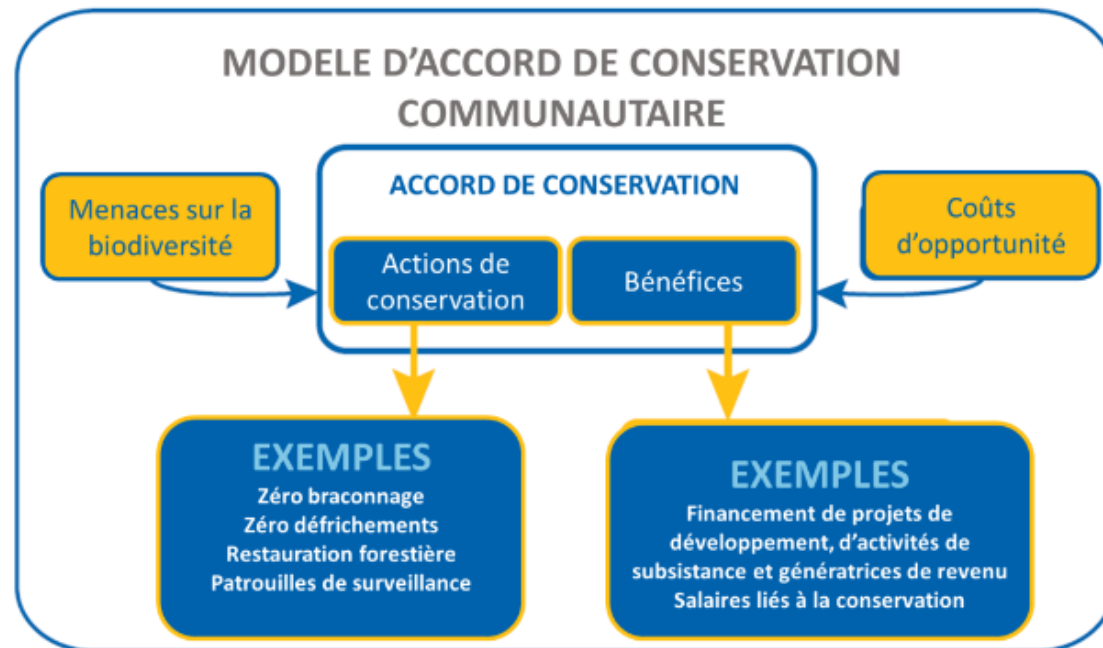 MODELE D'ACCORD DE CONSERVATION
COMMUNAUTAIRE
ACCORD DE CONSERVATION
Menaces sur la
biodiversité
Coûts
d'opportunité
Actions de
conservation
Bénéfices
EXEMPLES
Zéro braconnage
Zéro défrichements
Restauration forestière
Patrouilles de surveillance
EXEMPLES
Financement de projets de
développement, d'activités de
subsistance et génératrices de revenu
Salaires liés à la conservation